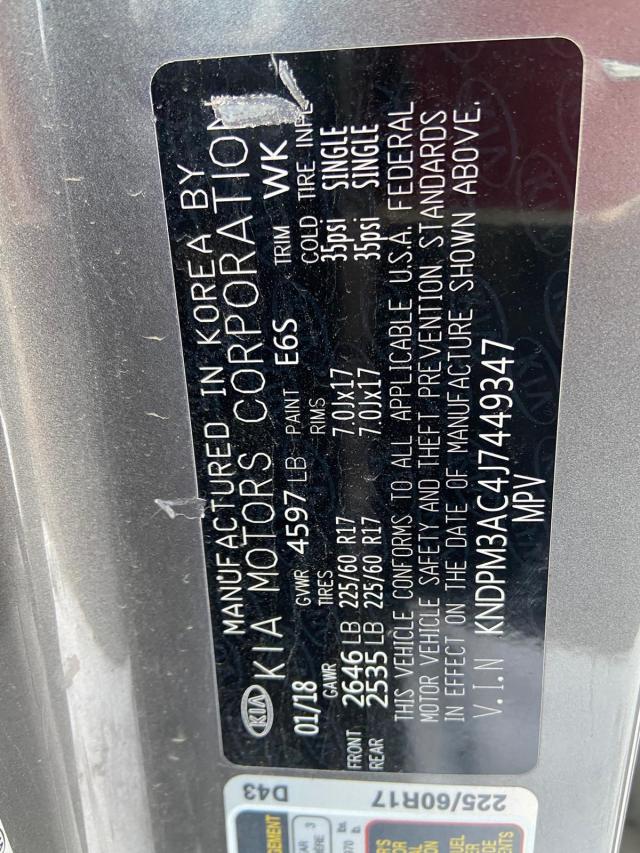 MANUFACTURED IN KOREA BY
KIA KIA MOTORS CORPORATION
01/18 GVWR 4597 LB PAINT E6S TRIM WK
GAWR TIRES RIMS COLD TIRE INFL
FRONT 2646 LB 225/60 R17 7.0Jx17 35psi SINGLE
REAR 2535 LB 225/60 R17 7.0Jx17 35psi SINGLE
THIS VEHICLE CONFORMS TO ALL APPLICABLE U.S.A. FEDERAL
MOTOR VEHICLE SAFETY AND THEFT PREVENTION STANDARDS
IN EFFECT ON THE DATE OF MANUFACTURE SHOWN ABOVE.
V.I.N KNDPM3AC4J7449347
MPV
D43
225/60R17